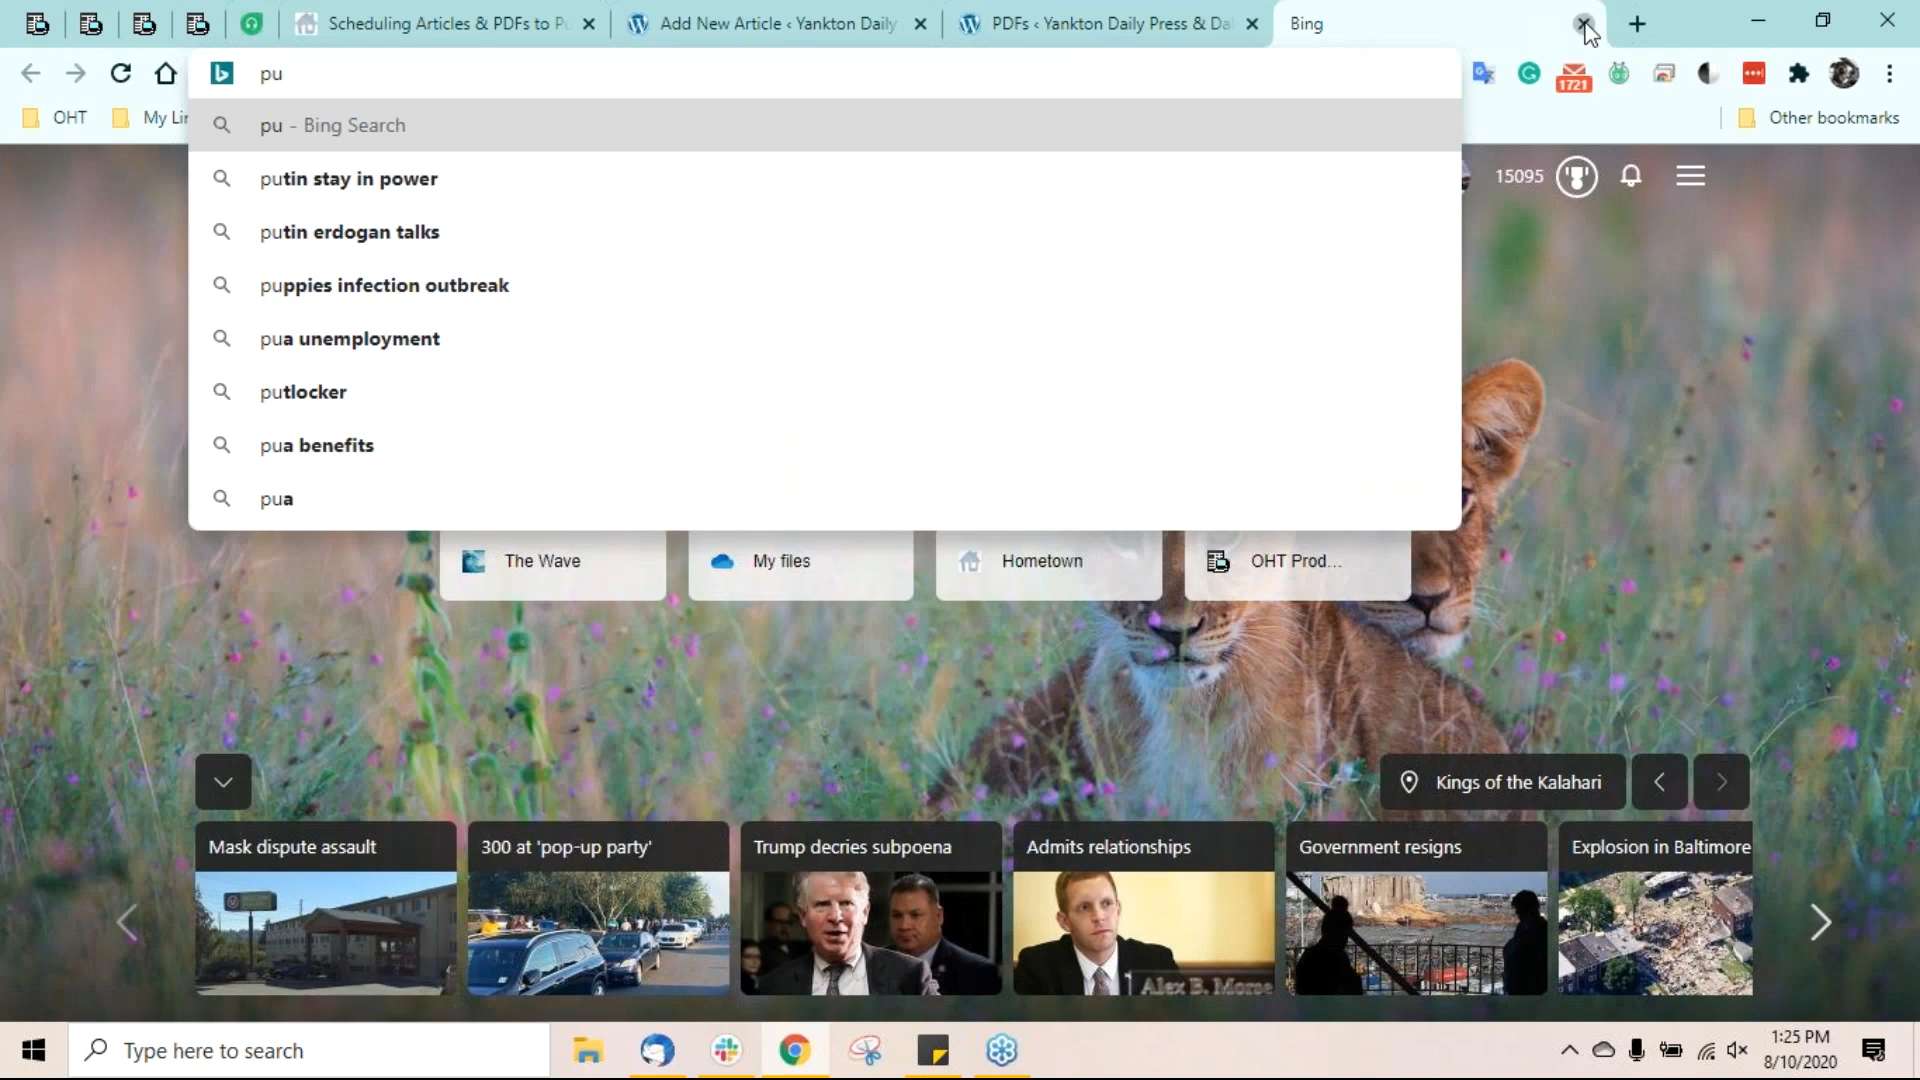 Scheduling Articles & PDFs to Pu
Add New Article ‹ Yankton Daily
PDFs ‹ Yankton Daily Press & Da
Bing
pu
1721
OHT
My Lin
Other bookmarks
pu - Bing Search
putin stay in power
putin erdogan talks
puppies infection outbreak
pua unemployment
putlocker
pua benefits
pua
15095
The Wave
My files
Hometown
OHT Prod...
Kings of the Kalahari
Mask dispute assault
300 at 'pop-up party'
Trump decries subpoena
Admits relationships
Government resigns
Explosion in Baltimore
Alex B. Morse
Type here to search
1:25 PM
8/10/2020